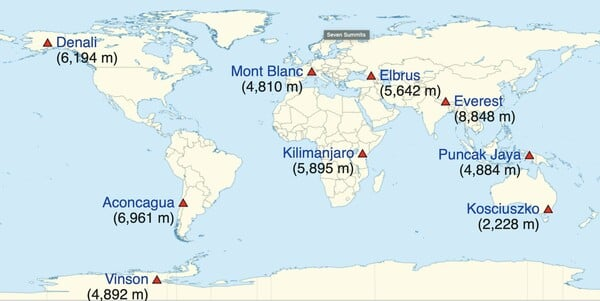 Seven Summits
Denali
(6,194 m)
Mont Blanc
(4,810 m)
Elbrus
(5,642 m)
Everest
(8,848 m)
Kilimanjaro
(5,895 m)
Puncak Jaya
(4,884 m)
Aconcagua
(6,961 m)
Kosciuszko
(2,228 m)
Vinson
(4,892 m)